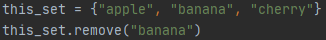 this_set = {"apple", "banana", "cherry"}
this_set.remove("banana")